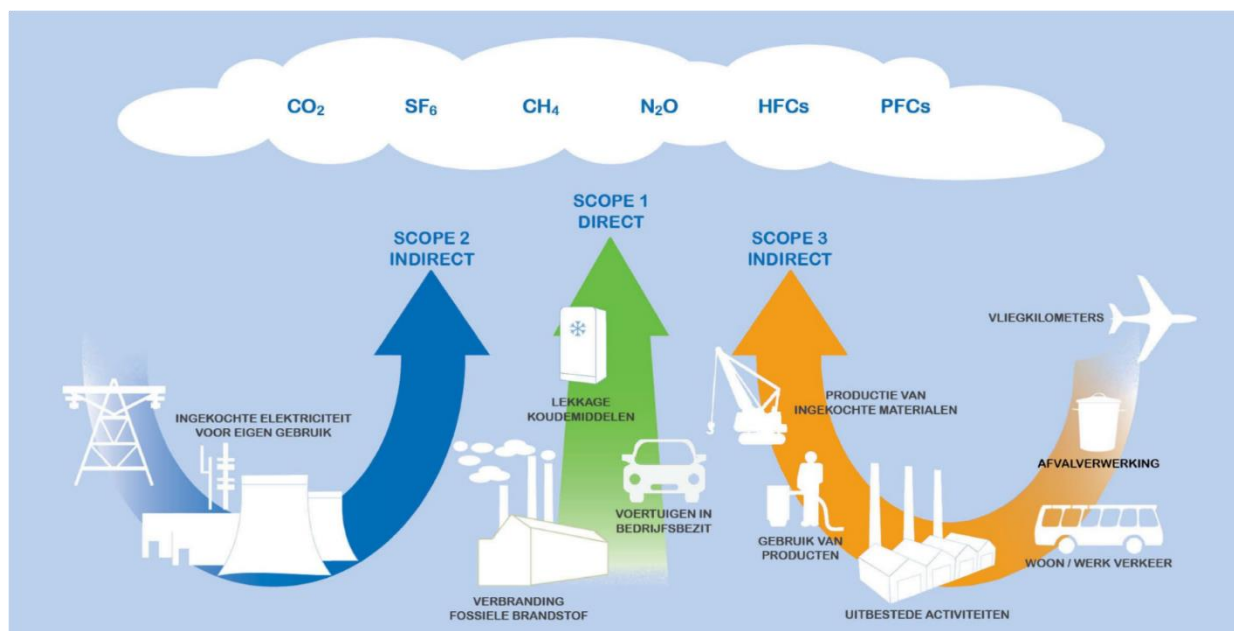 CO₂ SF₆ CH₄ N₂O HFCs PFCs
SCOPE 1
DIRECT
SCOPE 2
INDIRECT
SCOPE 3
INDIRECT
VLIEGKILOMETERS
LEKKAGE
KOUDEMIDDELEN
PRODUCTIE VAN
INGEKOCHTE MATERIALEN
INGEKOCHTE ELEKTRICITEIT
VOOR EIGEN GEBRUIK
AFVALVERWERKING
VOERTUIGEN IN
BEDRIJFSBEZIT
GEBRUIK VAN
PRODUCTEN
WOON / WERK VERKEER
VERBRANDING
FOSSIELE BRANDSTOF
UITBESTEDE ACTIVITEITEN